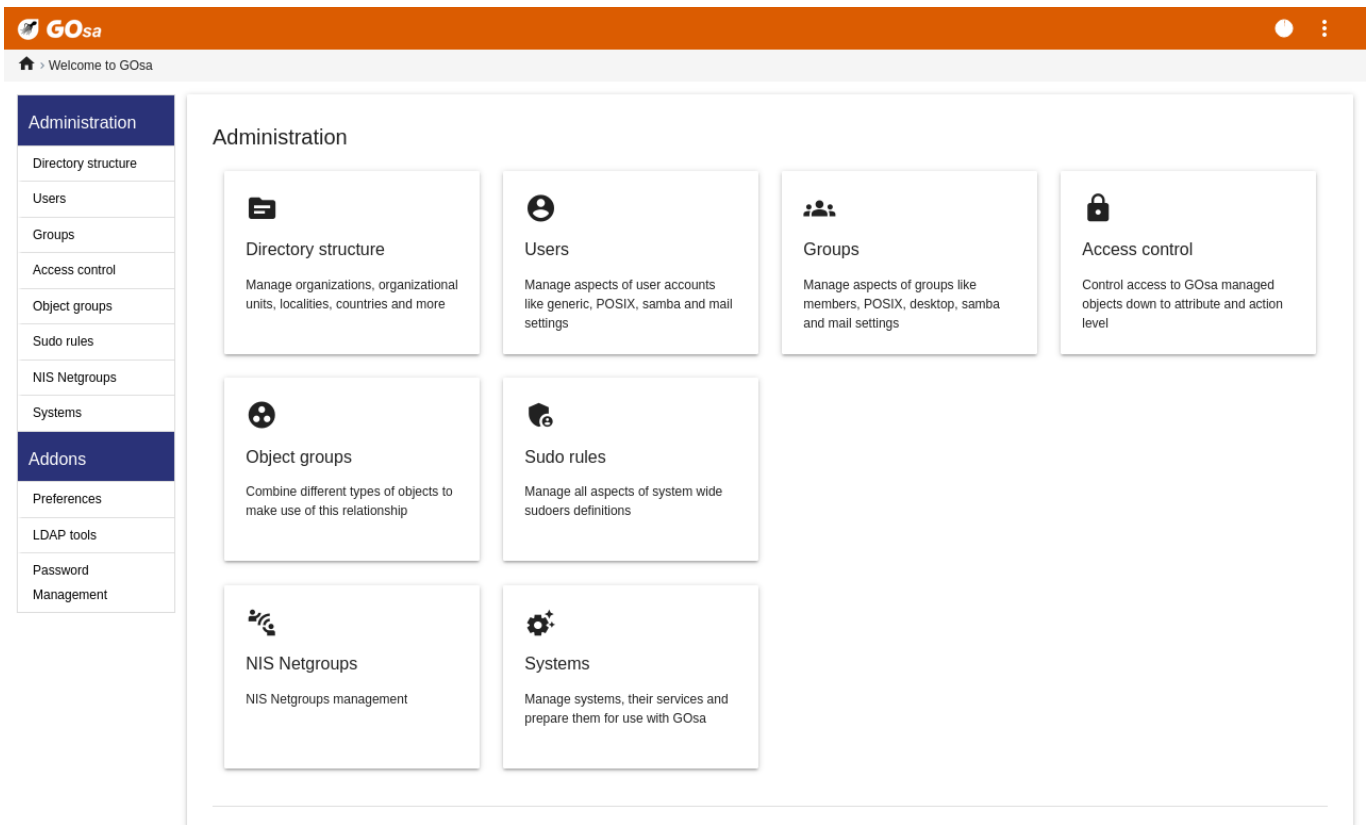 GOsa
› Welcome to GOsa
Administration
Directory structure
Users
Groups
Access control
Object groups
Sudo rules
NIS Netgroups
Systems
Addons
Preferences
LDAP tools
Password
Management
Administration
Directory structure
Manage organizations, organizational
units, localities, countries and more
Users
Manage aspects of user accounts
like generic, POSIX, samba and mail
settings
Groups
Manage aspects of groups like
members, POSIX, desktop, samba
and mail settings
Access control
Control access to GOsa managed
objects down to attribute and action
level
Object groups
Combine different types of objects to
make use of this relationship
Sudo rules
Manage all aspects of system wide
sudoers definitions
NIS Netgroups
NIS Netgroups management
Systems
Manage systems, their services and
prepare them for use with GOsa